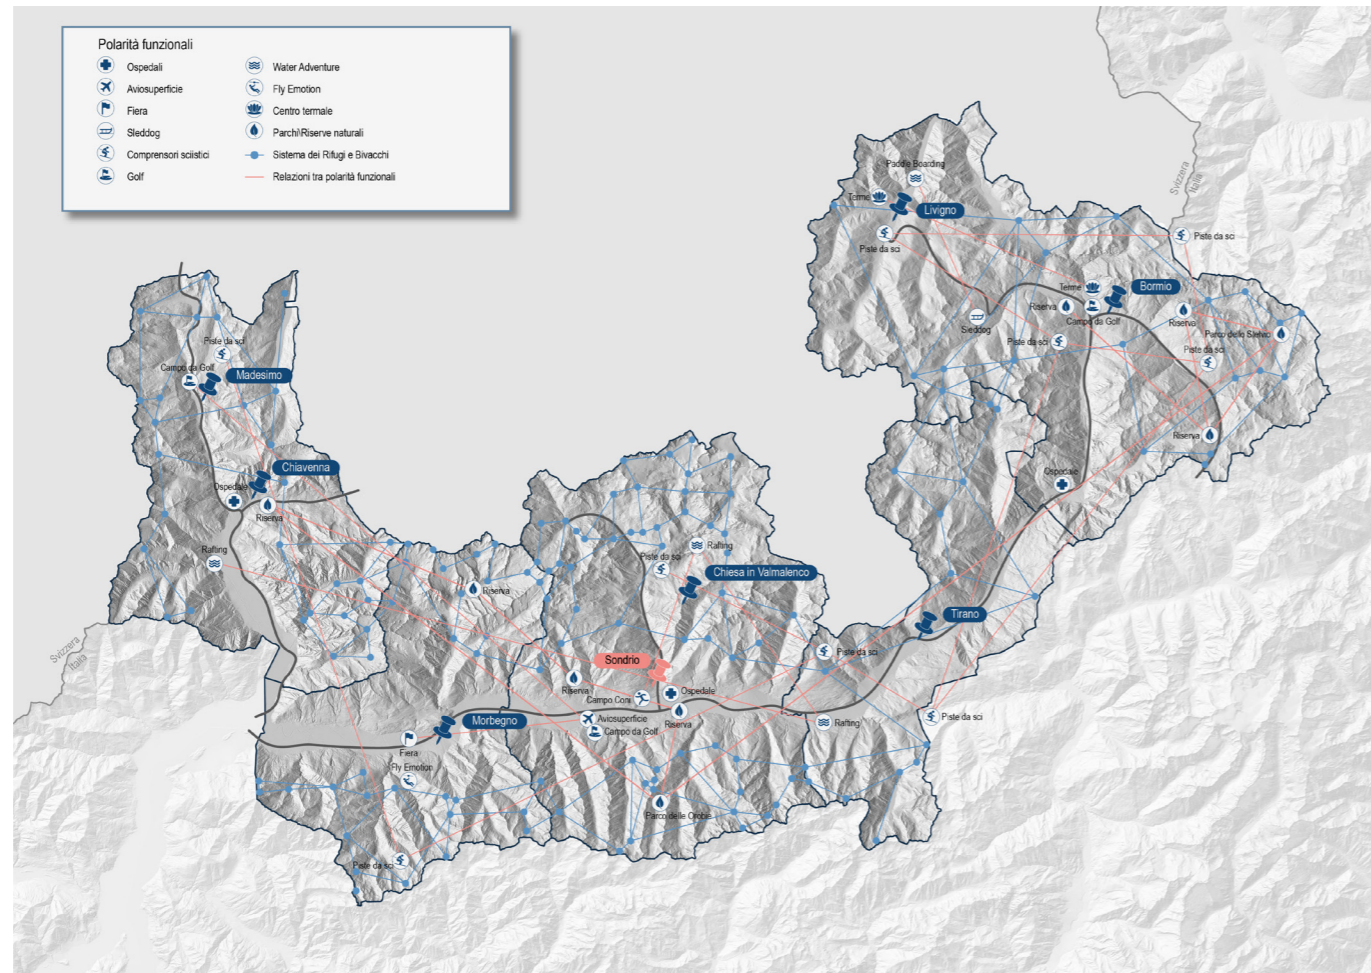 Polarità funzionali
Ospedali
Aviosuperficie
Fiera
Sleddog
Comprensori sciistici
Golf
Water Adventure
Fly Emotion
Centro termale
Parchi\Riserve naturali
Sistema dei Rifugi e Bivacchi
Relazioni tra polarità funzionali
Svizzera
Italia
Paddle Boarding
Terme
Livigno
Piste da sci
Piste da sci
Terme
Bormio
Riserva
Campo da Golf
Riserva
Sleddog
Parco dello Stelvio
Piste da sci
Piste da sci
Piste da sci
Campo da Golf
Madesimo
Riserva
Chiavenna
Ospedale
Ospedale
Riserva
Rafting
Rafting
Piste da sci
Chiesa in Valmalenco
Riserva
Tirano
Svizzera
Italia
Sondrio
Piste da sci
Riserva
Ospedale
Campo Coni
Riserva
Morbegno
Aviosuperficie
Campo da Golf
Rafting
Piste da sci
Fiera
Fly Emotion
Parco delle Orobie
Piste da sci